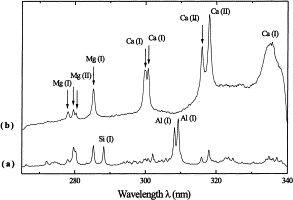 Ca (II)
Ca (II)
Ca (I)
Ca (I)
Ca (I)
Mg (I)
Mg (II)
Mg (I)
(b)
Al (I)
Al (I)
Si (I)
(a)
280 300 320 340
Wavelength λ (nm)